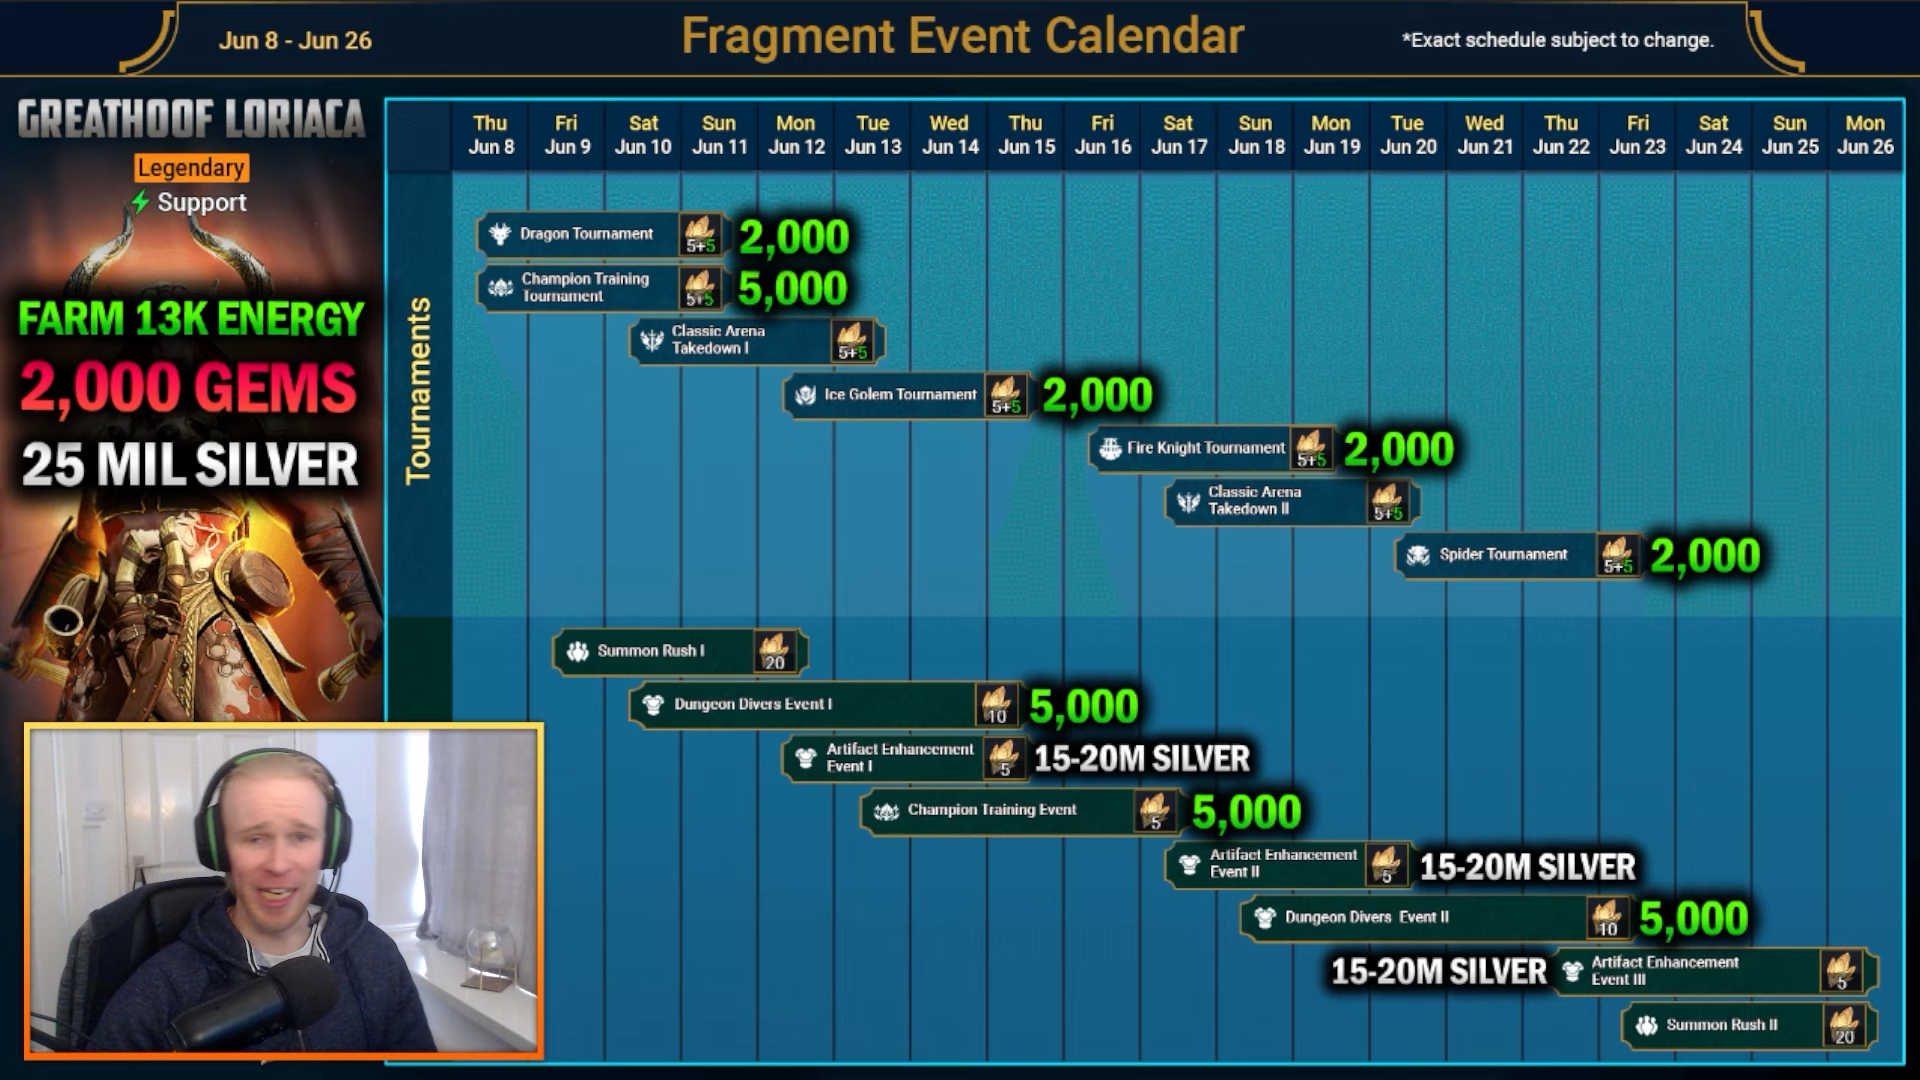 Jun 8 - Jun 26
Fragment Event Calendar
*Exact schedule subject to change.
GREATHOOF LORIACA
Legendary
Support
FARM 13K ENERGY
2,000 GEMS
25 MIL SILVER
Thu Fri Sat Sun Mon Tue Wed Thu Fri Sat Sun Mon Tue Wed Thu Fri Sat Sun Mon
Jun 8 Jun 9 Jun 10 Jun 11 Jun 12 Jun 13 Jun 14 Jun 15 Jun 16 Jun 17 Jun 18 Jun 19 Jun 20 Jun 21 Jun 22 Jun 23 Jun 24 Jun 25 Jun 26
Tournaments
Dragon Tournament 5+5 2,000
Champion Training
Tournament 5+5 5,000
Classic Arena
Takedown I 5+5
Ice Golem Tournament 5+5 2,000
Fire Knight Tournament 5+5 2,000
Classic Arena
Takedown II 5+5
Spider Tournament 5+5 2,000
Summon Rush I 20
Dungeon Divers Event I 10 5,000
Artifact Enhancement
Event I 5 15-20M SILVER
Champion Training Event 5 5,000
Artifact Enhancement
Event II 5 15-20M SILVER
Dungeon Divers Event II 10 5,000
15-20M SILVER Artifact Enhancement
Event III 5
Summon Rush II 20